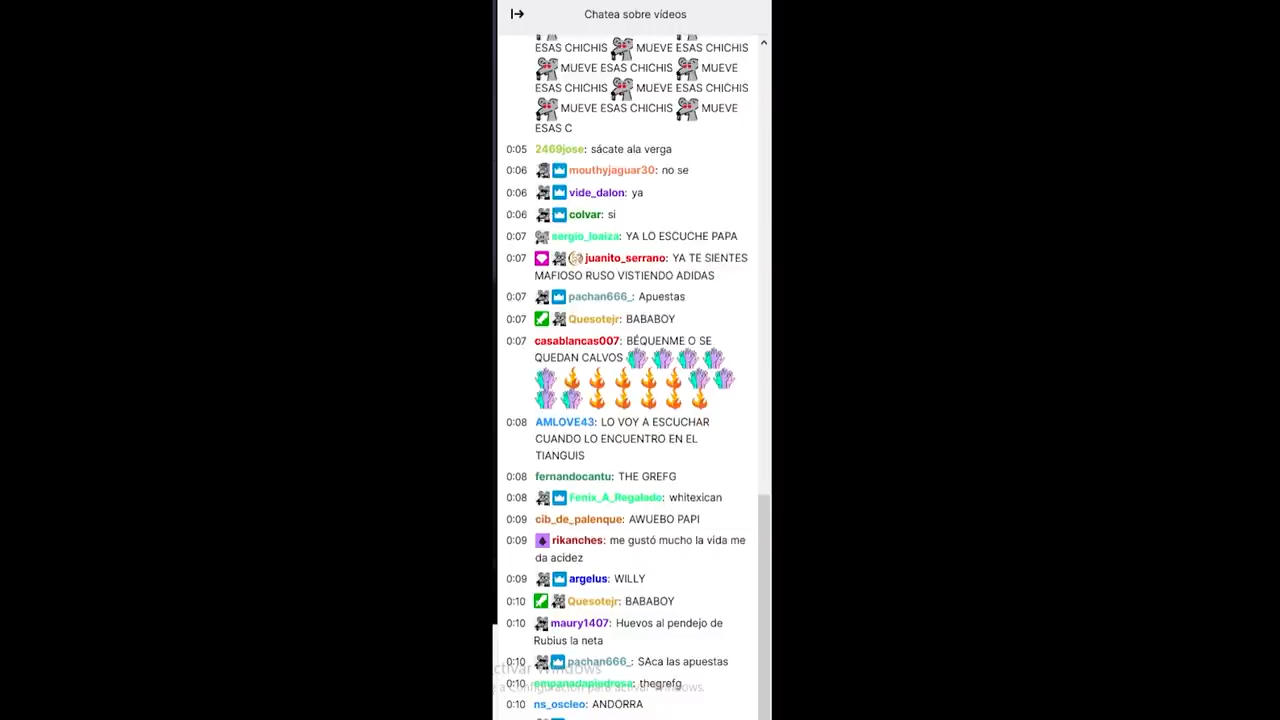 Chatea sobre vídeos
ESAS CHICHIS MUEVE ESAS CHICHIS
MUEVE ESAS CHICHIS MUEVE
ESAS CHICHIS MUEVE ESAS CHICHIS
MUEVE ESAS CHICHIS MUEVE
ESAS C
0:05 2469jose: sácate ala verga
0:06 mouthyjaguar30: no se
0:06 vide_dalon: ya
0:06 colvar: si
0:07 sergio_loaiza: YA LO ESCUCHE PAPA
0:07 juanito_serrano: YA TE SIENTES
MAFIOSO RUSO VISTIENDO ADIDAS
0:07 pachan666_: Apuestas
0:07 Quesotejr: BABABOY
0:07 casablancas007: BÉQUENME O SE
QUEDAN CALVOS
0:08 AMLOVE43: LO VOY A ESCUCHAR
CUANDO LO ENCUENTRO EN EL
TIANGUIS
0:08 fernandocantu: THE GREFG
0:08 Fenix_A_Regalado: whitexican
0:09 cib_de_palenque: AWUEBO PAPI
0:09 rikanches: me gustó mucho la vida me
da acidez
0:09 argelus: WILLY
0:10 Quesotejr: BABABOY
0:10 maury1407: Huevos al pendejo de
Rubius la neta
0:10 pachan666_: SAca las apuestas
ctivar Windows
0:10 empanadapiedrosa: thegrefg
e a Configuración para activar Windows.
0:10 ns_oscleo: ANDORRA